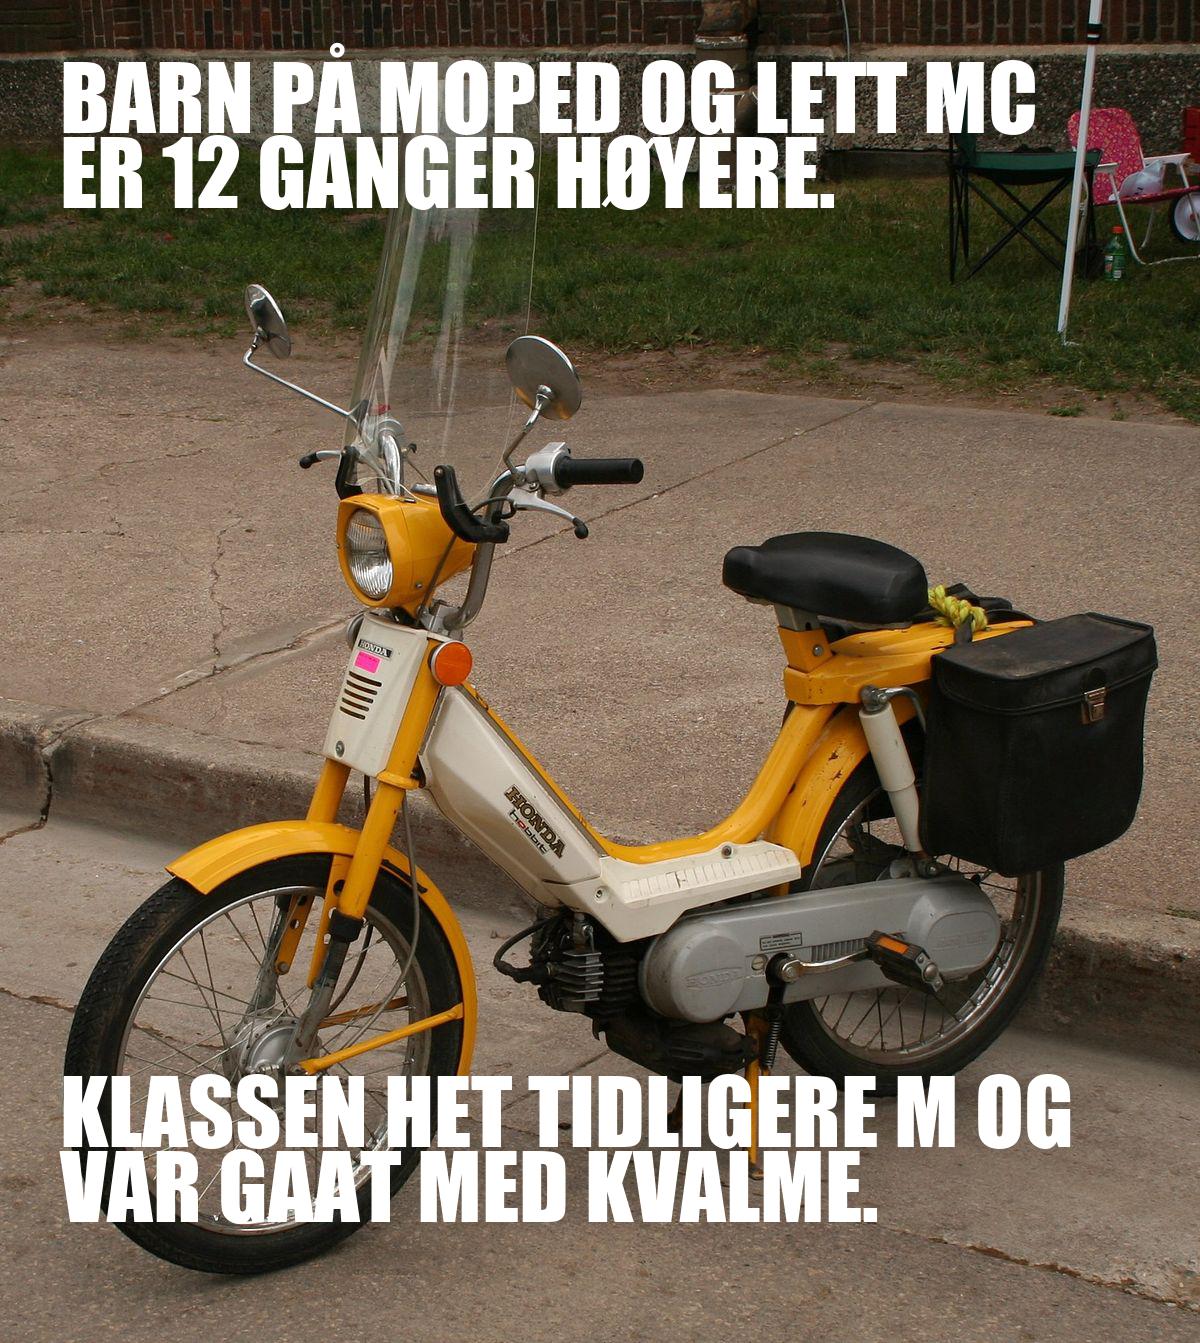 BARN PÅ MOPED OG LETT MC
ER 12 GANGER HØYERE.
HONDA
HONDA
hobbit
HONDA
KLASSEN HET TIDLIGERE M OG
VAR GAAT MED KVALME.